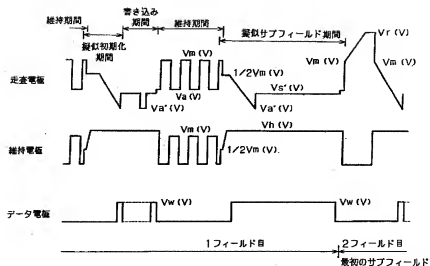 維持期間
書き込み
期間
維持期間
擬似初期化
期間
擬似サブフィールド期間
Vr (V)
Vm (V)
Vm (V)
Vm (V)
1/2Vm (V)
走査電極
Va (V)
Vs' (V)
Va' (V)
Va' (V)
Vm (V)
Vh (V)
維持電極
1/2Vm (V).
Vw (V)
Vw (V)
データ電極
1フィールド目
2フィールド目
最初のサブフィールド